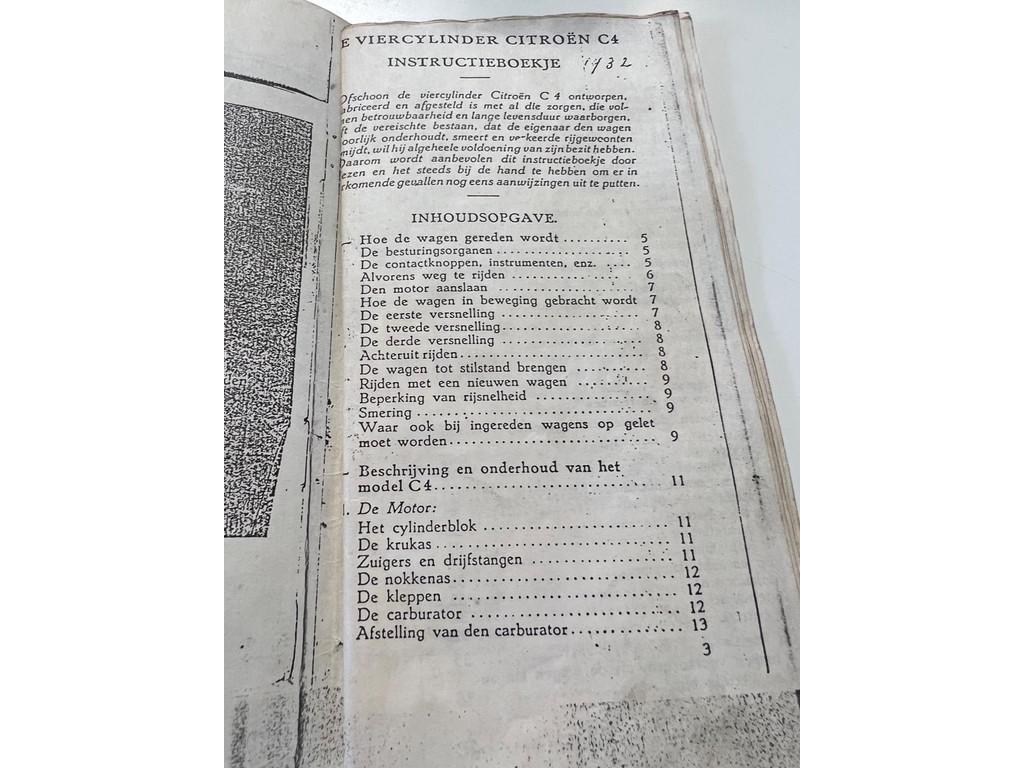 E VIERCYLINDER CITROËN C4
INSTRUCTIEBOEKJE 1932
Ofschoon de viercylinder Citroën C 4 ontworpen,
abriceerd en afgesteld is met al die zorgen, die vol-
nen betrouwbaarheid en lange levensduur waarborgen,
ft de vereischte bestaan, dat de eigenaar den wagen
oorlijk onderhoudt, smeert en ve-keerde rijgewoonten
mijdt, wil hij algeheele voldoening van zijn bezit hebben.
Daarom wordt aanbevolen dit instructieboekje door
ezen en het steeds bij de hand te hebben om er in
rkomende gevallen nog eens aanwijzingen uit te putten.
INHOUDSOPGAVE.
Hoe de wagen gereden wordt .......... 5
De besturingsorganen .................... 5
De contactknoppen, instrumenten, enz. ..... 5
Alvorens weg te rijden .................. 6
Den motor aanslaan ..................... 7
Hoe de wagen in beweging gebracht wordt 7
De eerste versnelling .................... 7
De tweede versnelling .................... 8
De derde versnelling ..................... 8
Achteruit rijden .......................... 8
De wagen tot stilstand brengen .......... 8
Rijden met een nieuwen wagen .......... 9
Beperking van rijsnelheid ................ 9
Smering ................................. 9
Waar ook bij ingereden wagens op gelet
moet worden ............................ 9
Beschrijving en onderhoud van het
model C4 ............................... 11
1. De Motor:
Het cylinderblok ......................... 11
De krukas ............................... 11
Zuigers en drijfstangen .................. 11
De nokkenas ............................ 12
De kleppen ............................. 12
De carburator ........................... 12
Afstelling van den carburator ............. 13
3